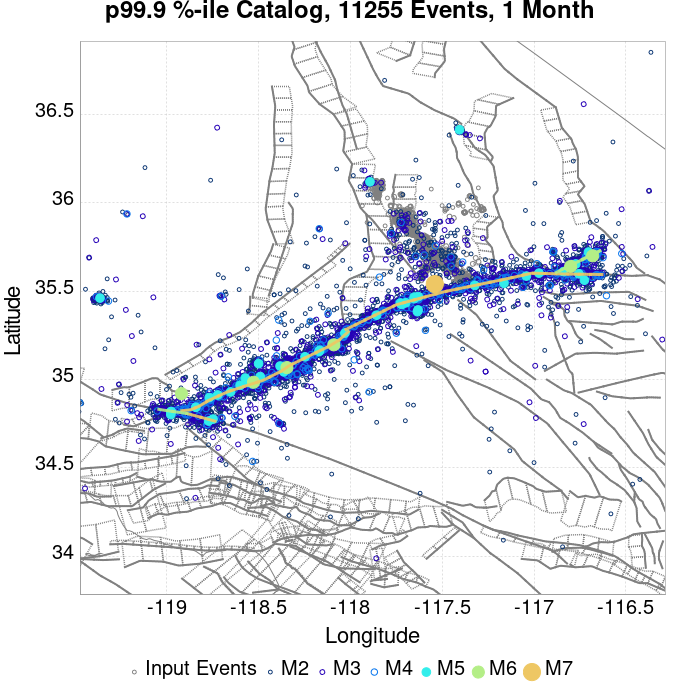 p99.9 %-ile Catalog, 11255 Events, 1 Month
36.5
36
35.5
35
34.5
34
Latitude
-119 -118.5 -118 -117.5 -117 -116.5
Longitude
Input Events M2 M3 M4 M5 M6 M7